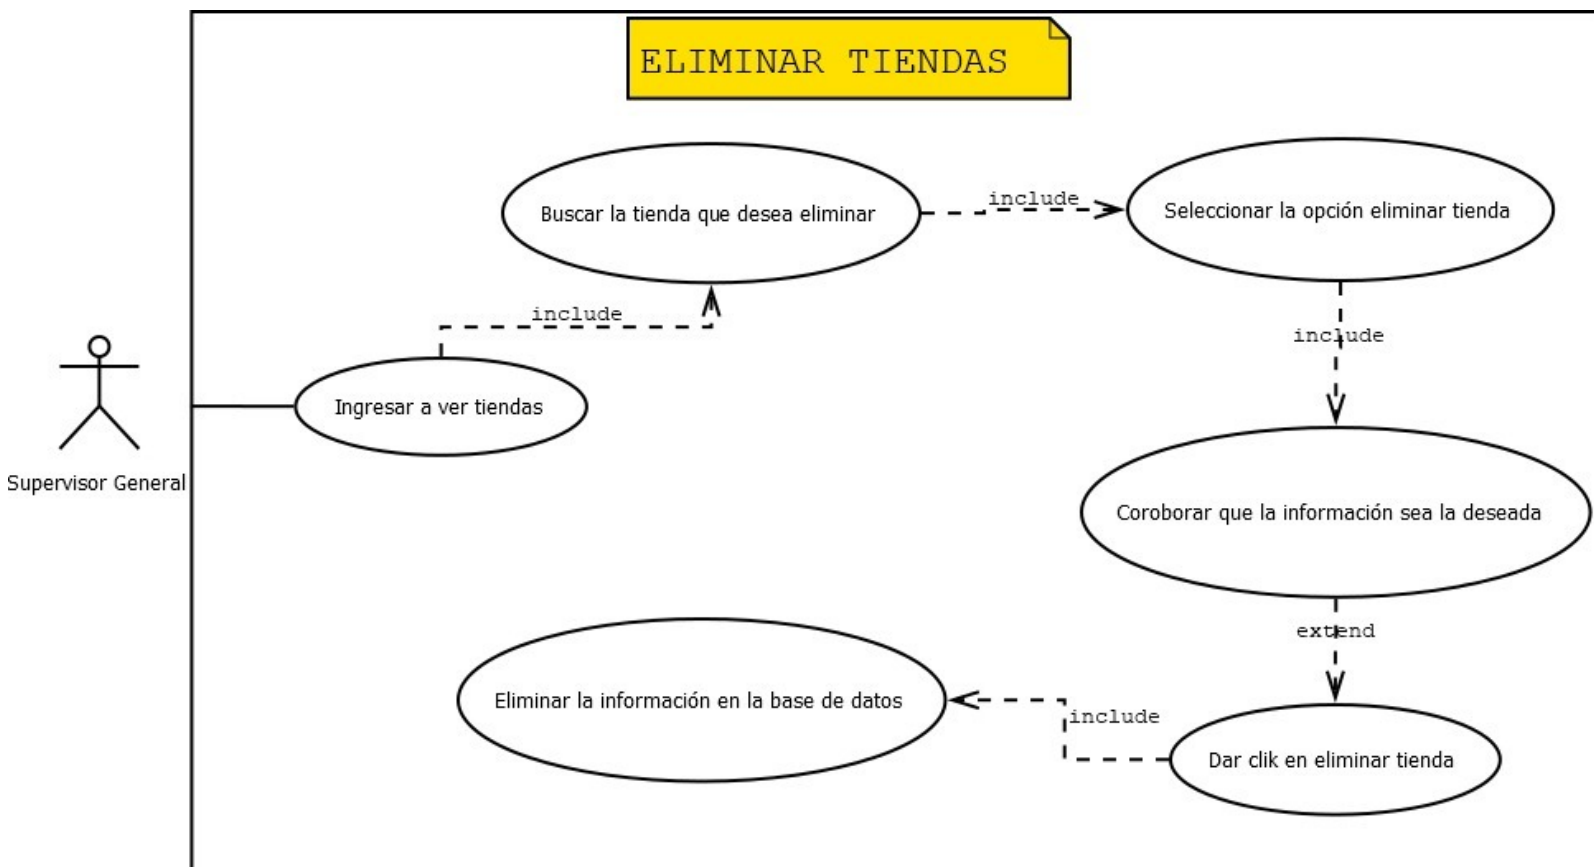 ELIMINAR TIENDAS
Buscar la tienda que desea eliminar
include
Seleccionar la opción eliminar tienda
include
include
Ingresar a ver tiendas
Supervisor General
Coroborar que la información sea la deseada
extend
Eliminar la información en la base de datos
include
Dar clik en eliminar tienda